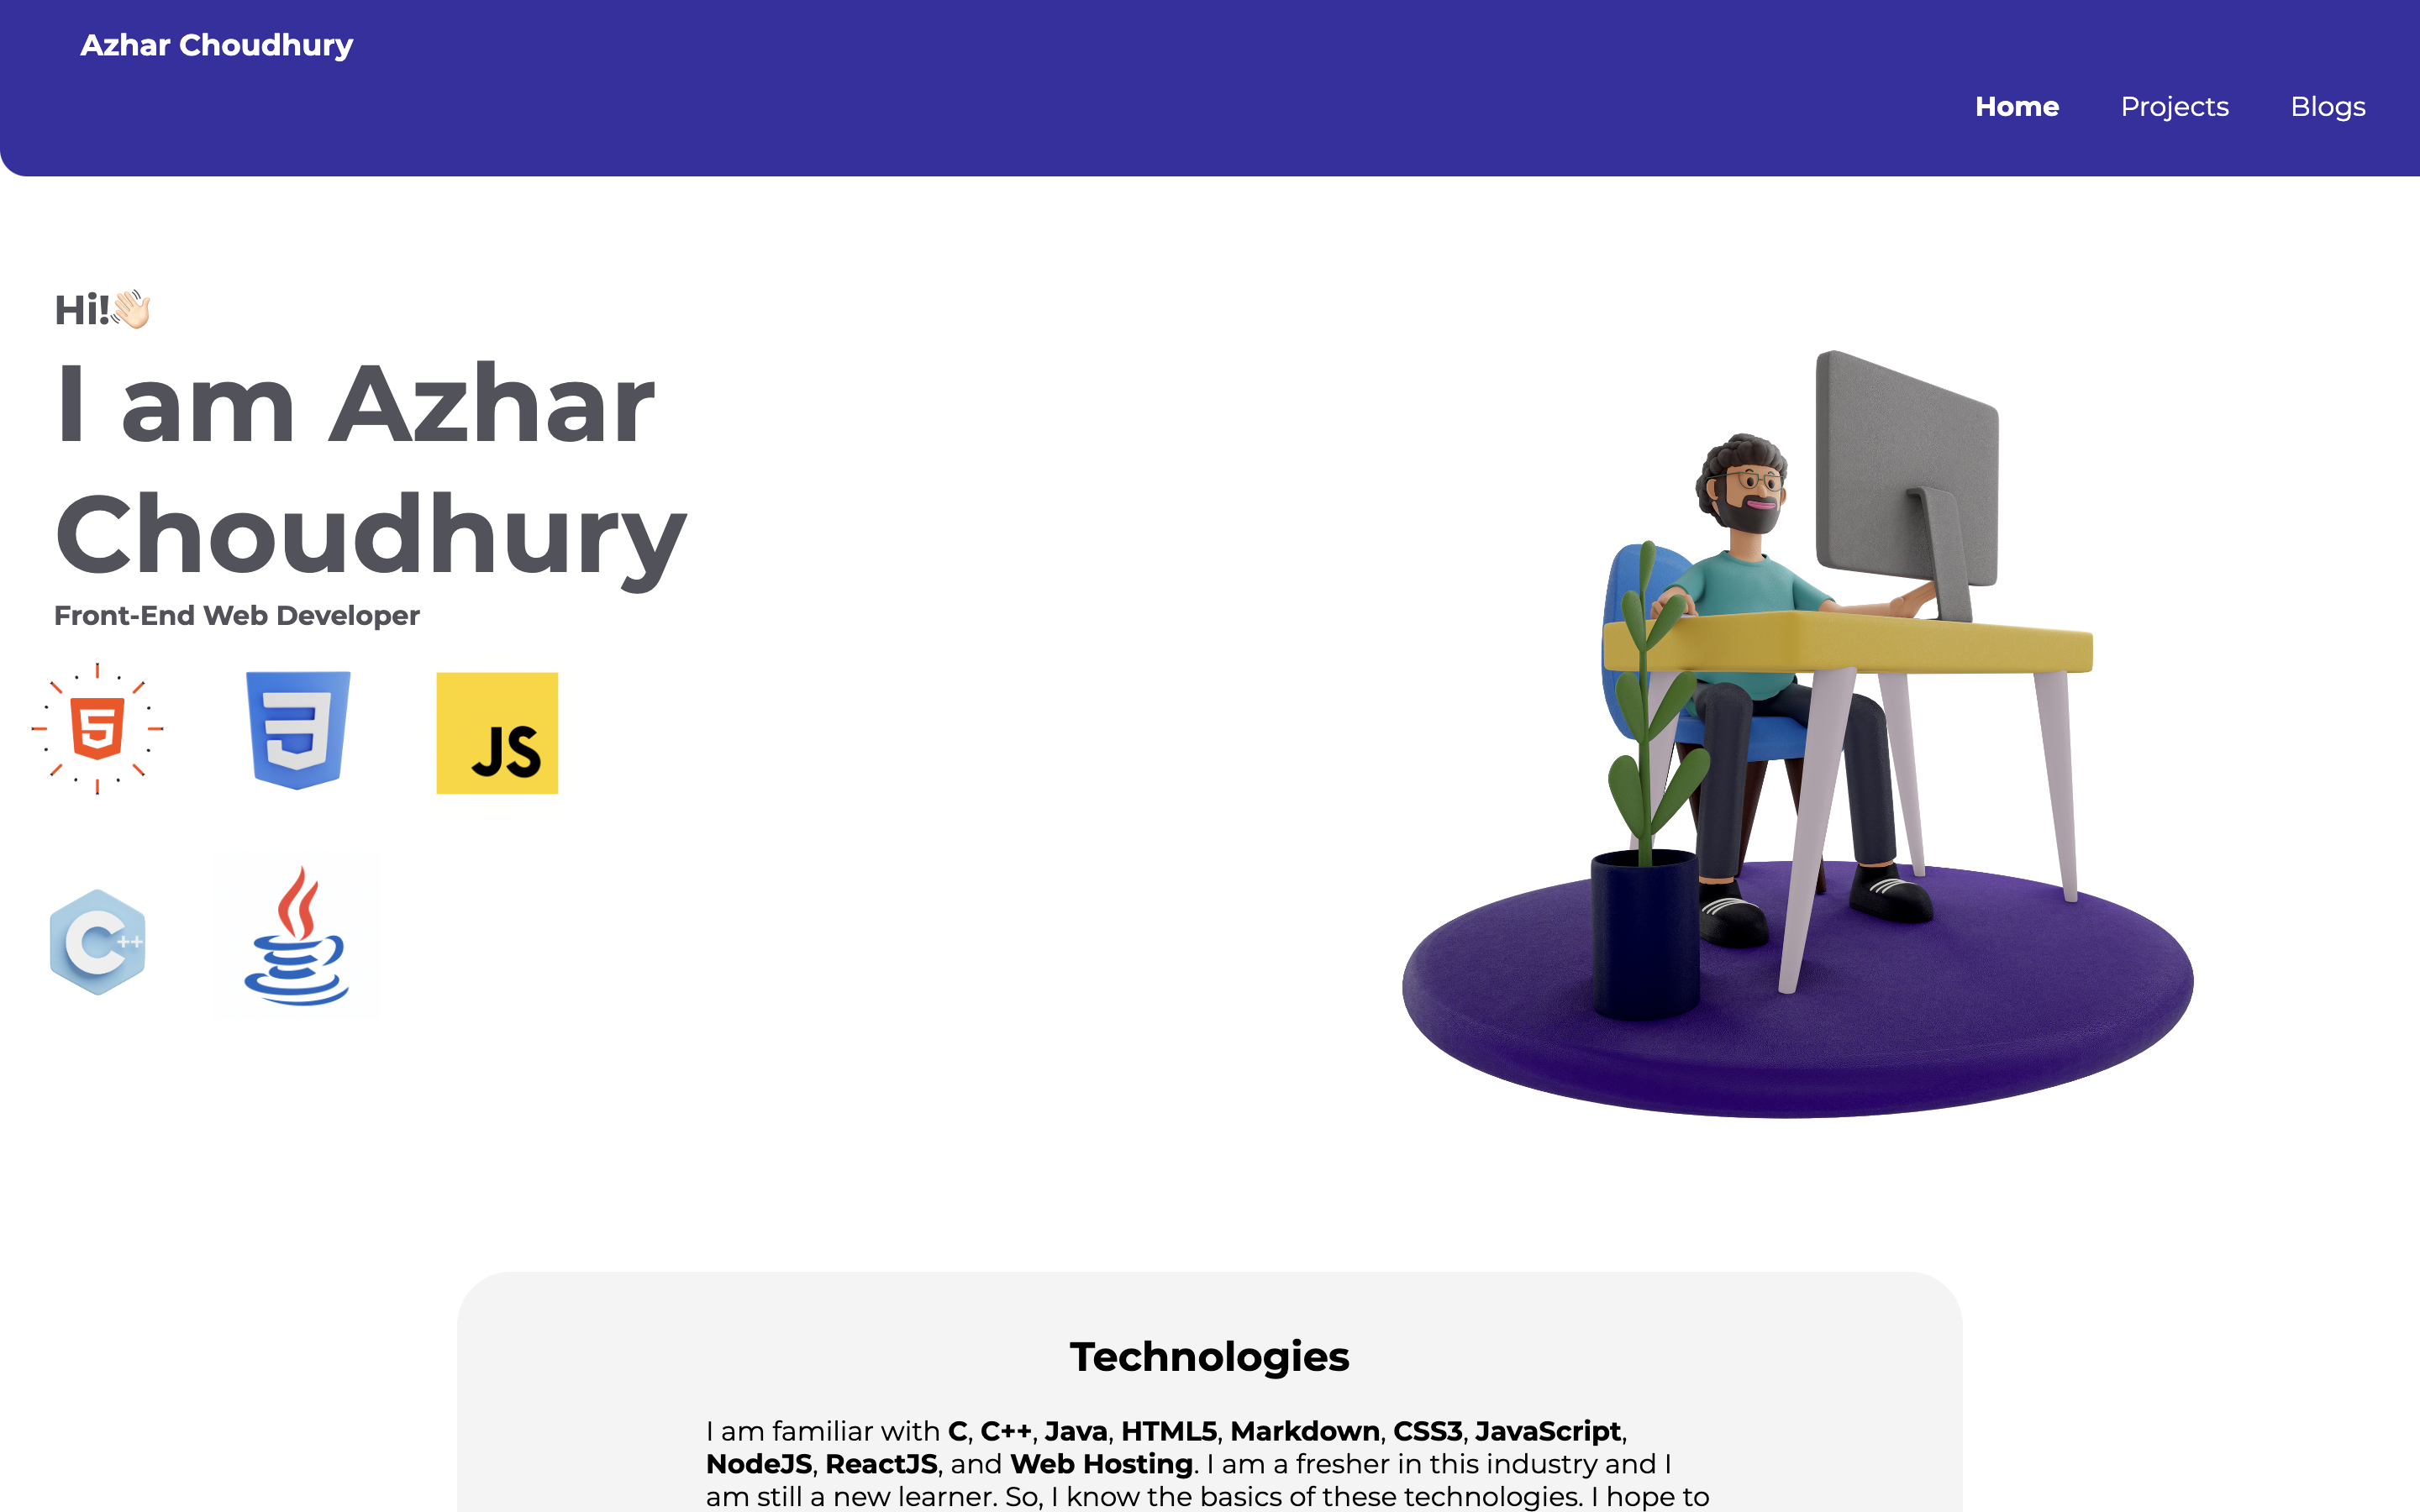 Azhar Choudhury
Home Projects Blogs
Hi!👋🏻
I am Azhar
Choudhury
Front-End Web Developer
5
3
JS
C++
Technologies
I am familiar with C, C++, Java, HTML5, Markdown, CSS3, JavaScript,
NodeJS, ReactJS, and Web Hosting. I am a fresher in this industry and I
am still a new learner. So, I know the basics of these technologies. I hope to